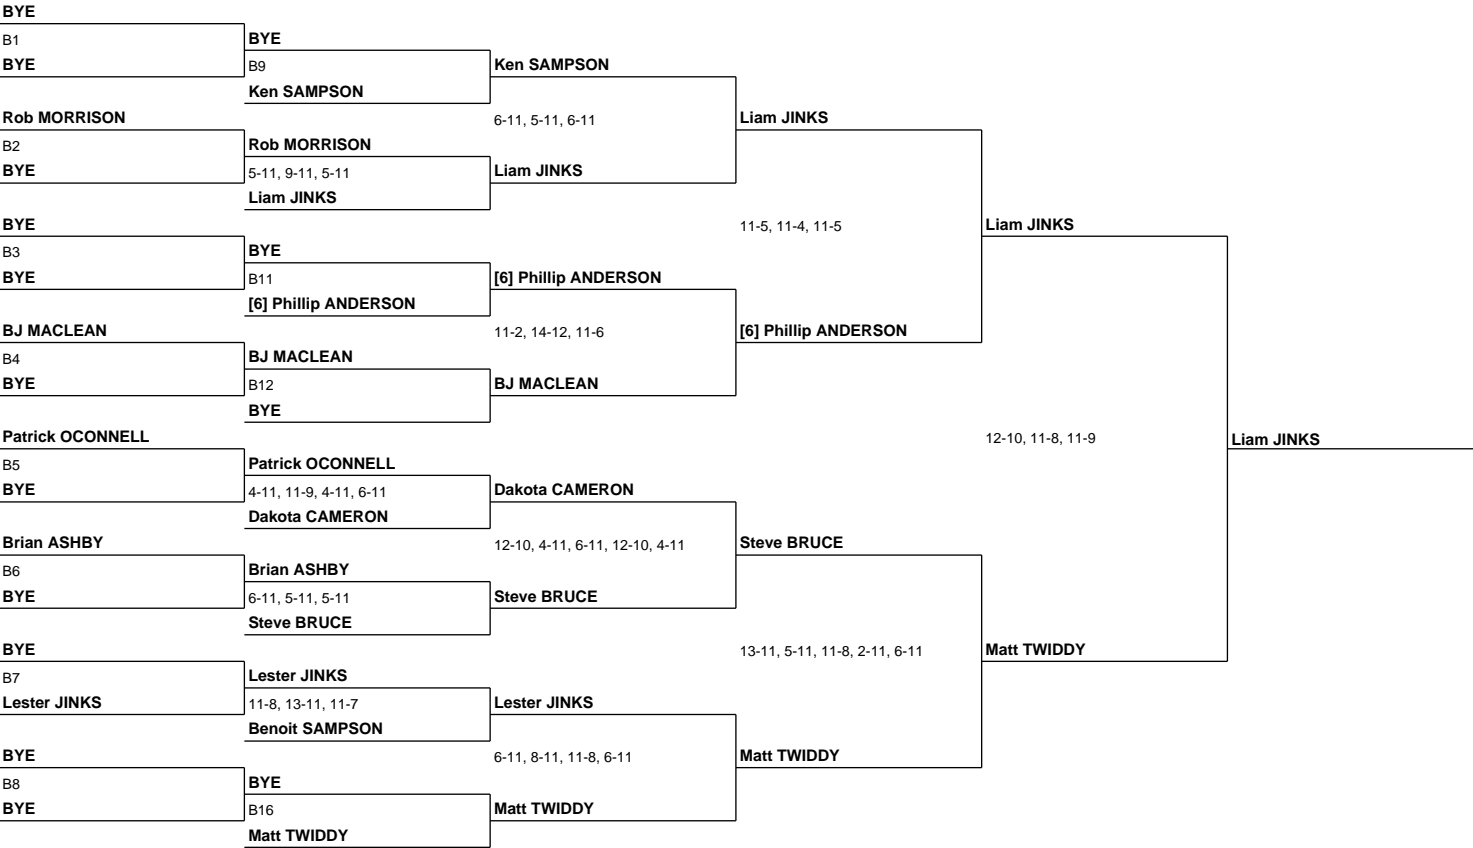 BYE
B1
BYE
Rob MORRISON
B2
BYE
BYE
B3
BYE
BJ MACLEAN
B4
BYE
Patrick OCONNELL
B5
BYE
Brian ASHBY
B6
BYE
BYE
B7
Lester JINKS
BYE
B8
BYE
BYE
B9
Ken SAMPSON
Rob MORRISON
5-11, 9-11, 5-11
Liam JINKS
BYE
B11
[6] Phillip ANDERSON
BJ MACLEAN
B12
BYE
Patrick OCONNELL
4-11, 11-9, 4-11, 6-11
Dakota CAMERON
Brian ASHBY
6-11, 5-11, 5-11
Steve BRUCE
Lester JINKS
11-8, 13-11, 11-7
Benoit SAMPSON
BYE
B16
Matt TWIDDY
Ken SAMPSON
6-11, 5-11, 6-11
Liam JINKS
[6] Phillip ANDERSON
11-2, 14-12, 11-6
BJ MACLEAN
Dakota CAMERON
12-10, 4-11, 6-11, 12-10, 4-11
Steve BRUCE
Lester JINKS
6-11, 8-11, 11-8, 6-11
Matt TWIDDY
Liam JINKS
11-5, 11-4, 11-5
[6] Phillip ANDERSON
Steve BRUCE
13-11, 5-11, 11-8, 2-11, 6-11
Matt TWIDDY
Liam JINKS
12-10, 11-8, 11-9
Matt TWIDDY
Liam JINKS